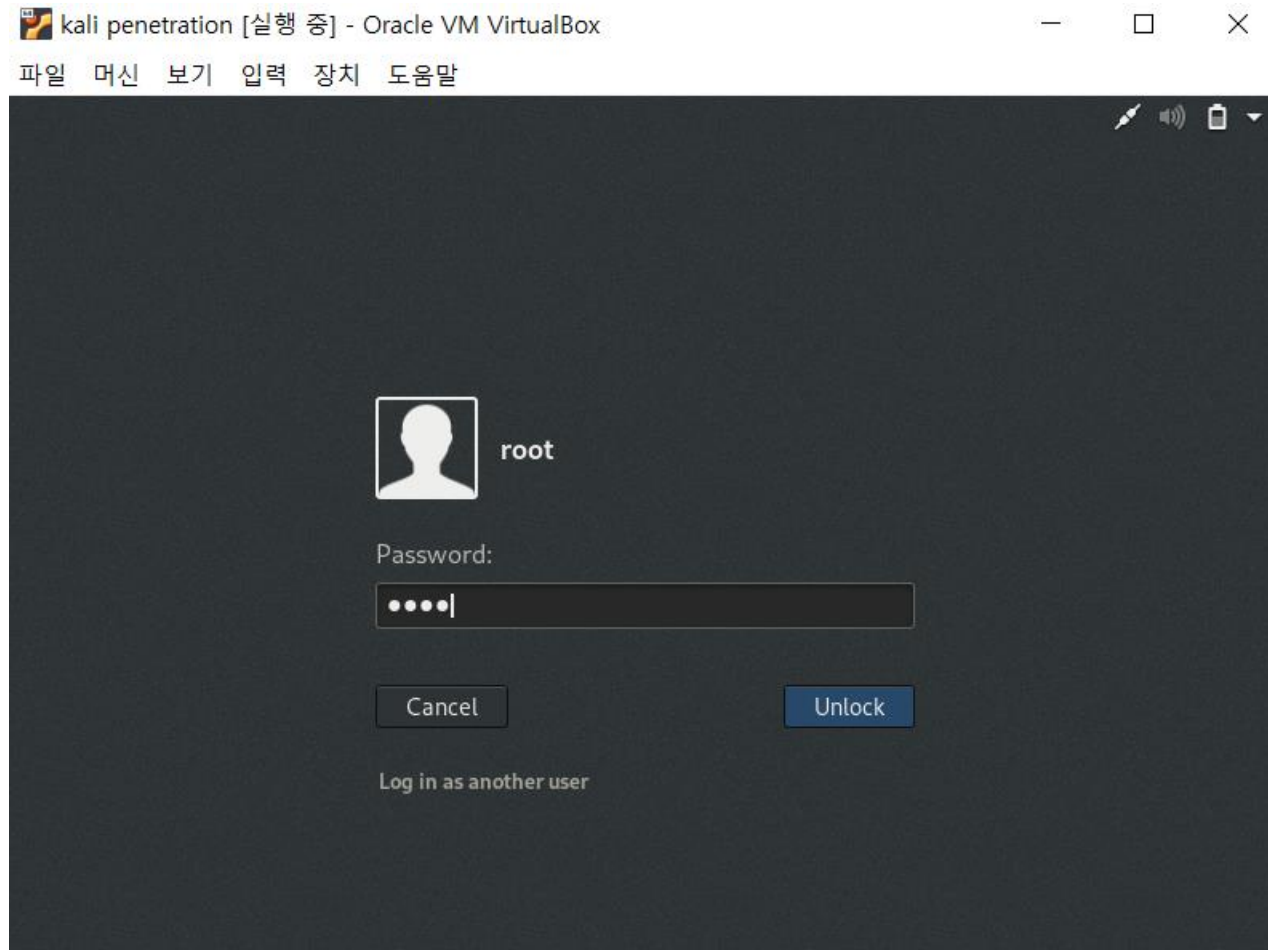 kali penetration [실행 중] - Oracle VM VirtualBox
파일 머신 보기 입력 장치 도움말
root
Password:
••••
Cancel Unlock
Log in as another user